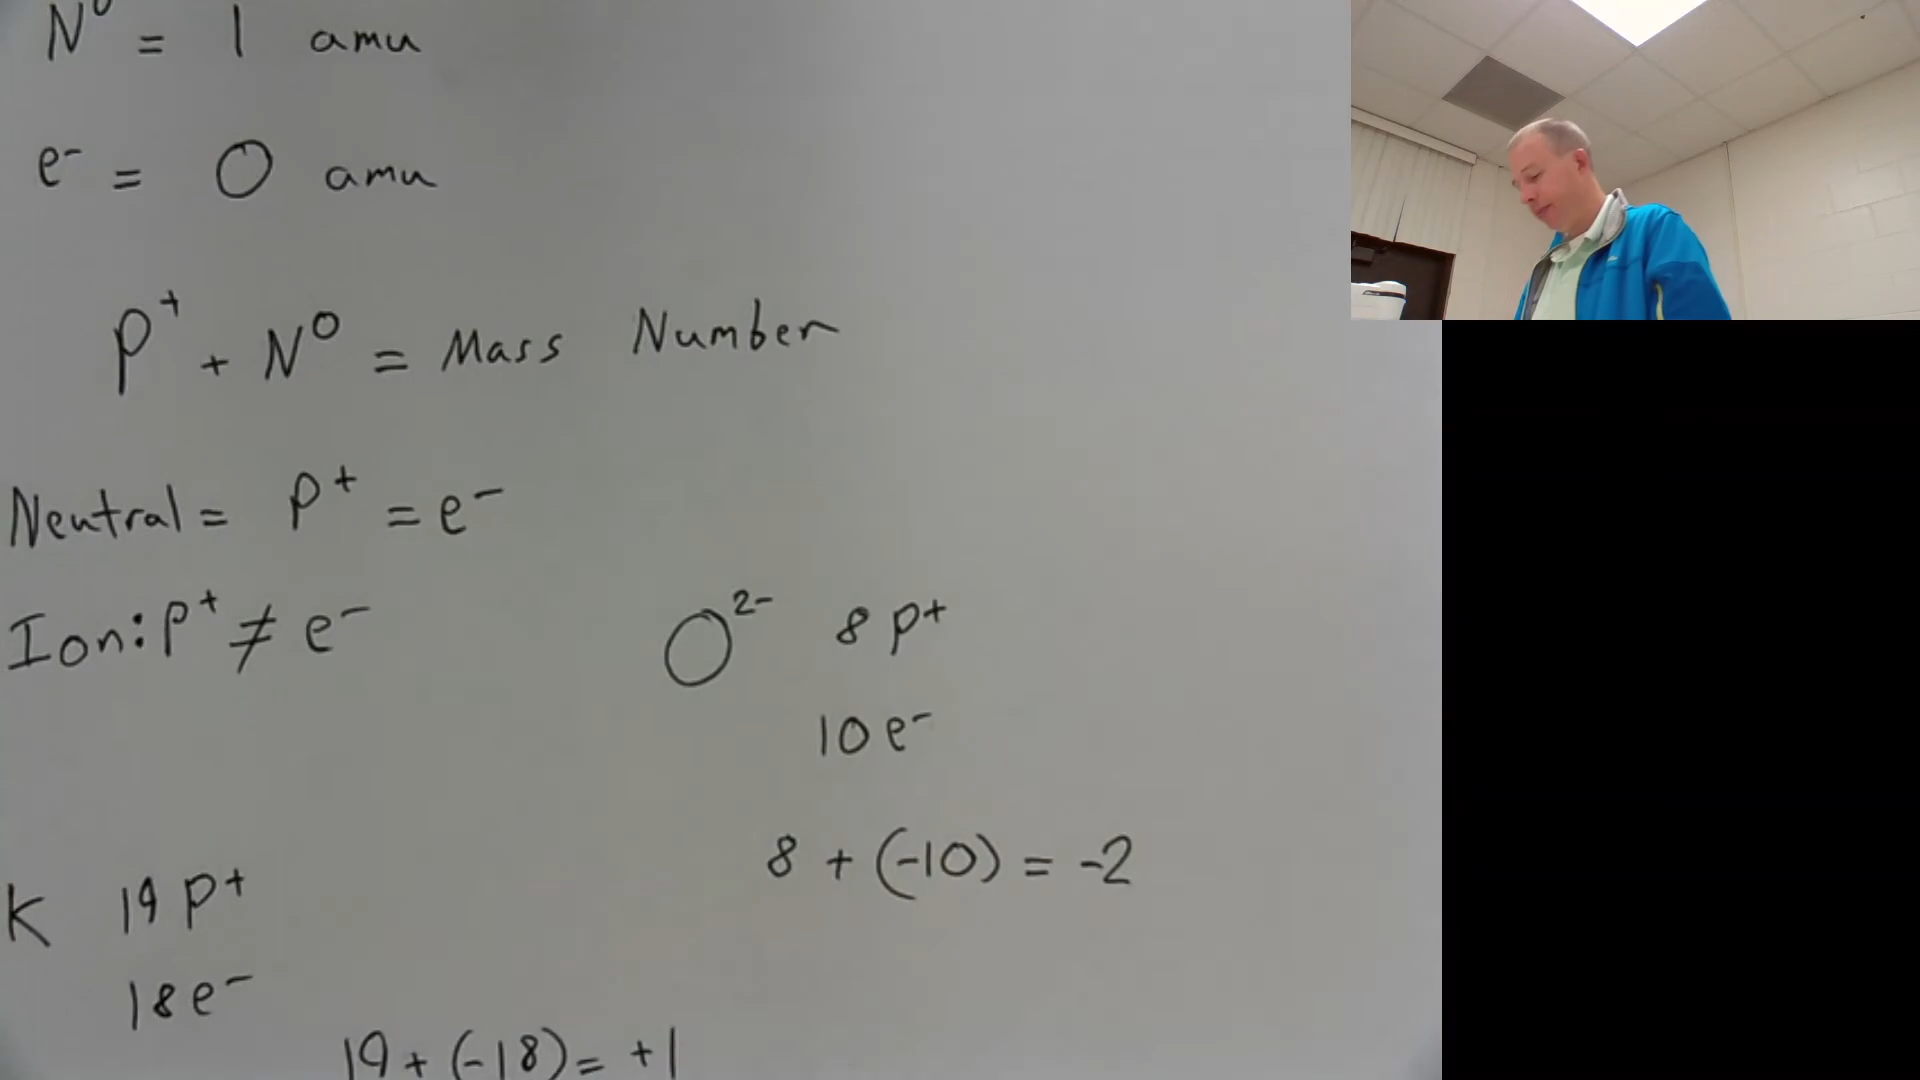 N⁰ = 1 amu
e⁻ = 0 amu
P⁺ + N⁰ = Mass Number
Neutral = P⁺ = e⁻
Ion: P⁺ ≠ e⁻
O²⁻ 8 P⁺
10 e⁻
8 + (-10) = -2
K 19 P⁺
18 e⁻
19 + (-18) = +1